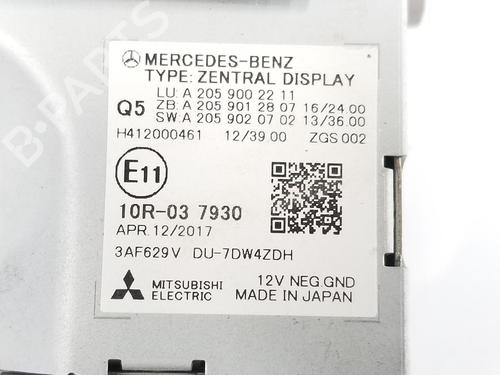 MERCEDES-BENZ
TYPE: ZENTRAL DISPLAY
LU: A 205 900 22 11
Q5 ZB: A 205 901 28 07 16/24.00
SW: A 205 902 07 02 13/36.00
H412000461 12/39.00 ZGS 002
E11
10R-03 7930
APR.12/2017
3AF629V DU-7DW4ZDH
MITSUBISHI ELECTRIC 12V NEG.GND
MADE IN JAPAN
B-PARTS